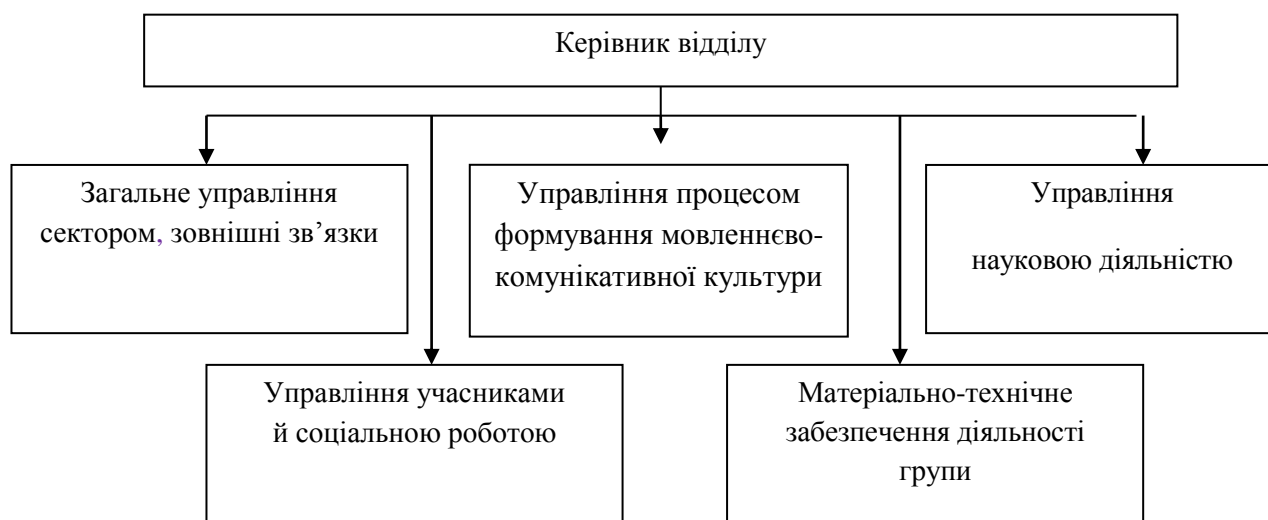 Керівник відділу
Загальне управління
сектором, зовнішні зв’язки
Управління процесом
формування мовленнєво-
комунікативної культури
Управління
науковою діяльністю
Управління учасниками
й соціальною роботою
Матеріально-технічне
забезпечення діяльності
групи